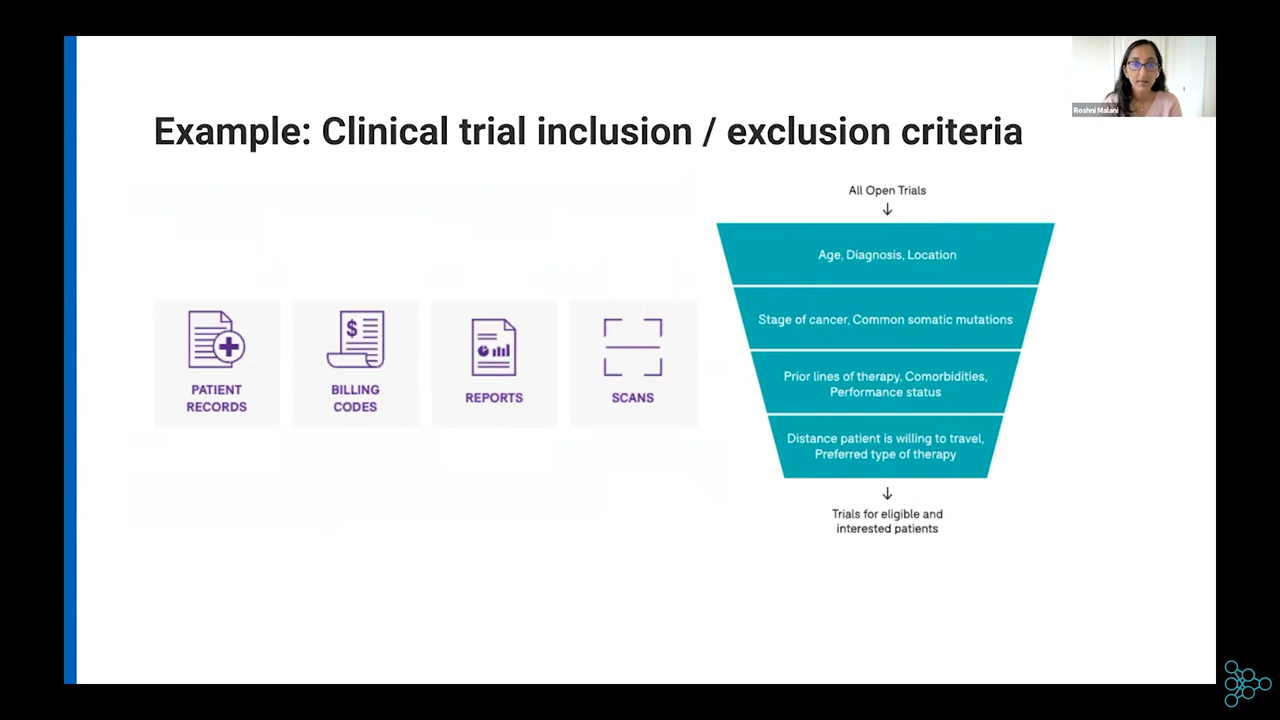 Roshni Malani
Example: Clinical trial inclusion / exclusion criteria
PATIENT
RECORDS
$
BILLING
CODES
REPORTS
SCANS
All Open Trials
Age, Diagnosis, Location
Stage of cancer, Common somatic mutations
Prior lines of therapy, Comorbidities,
Performance status
Distance patient is willing to travel,
Preferred type of therapy
Trials for eligible and
interested patients